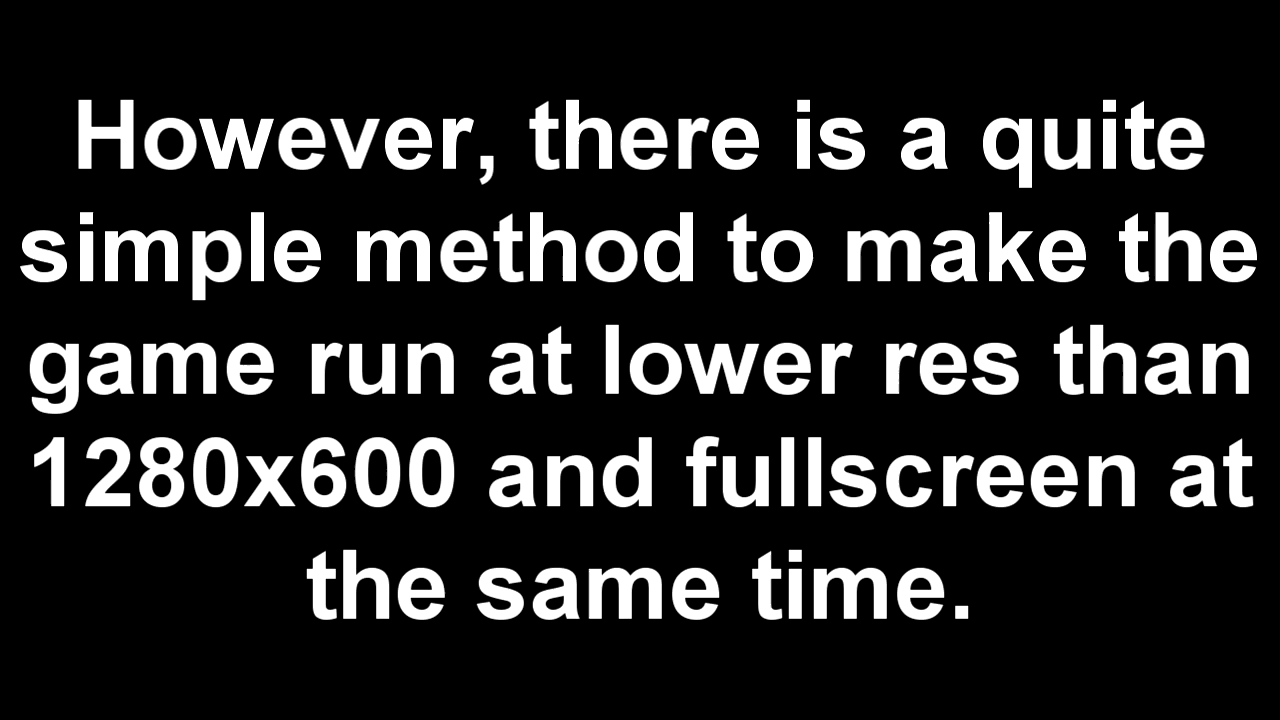 However, there is a quite
simple method to make the
game run at lower res than
1280x600 and fullscreen at
the same time.